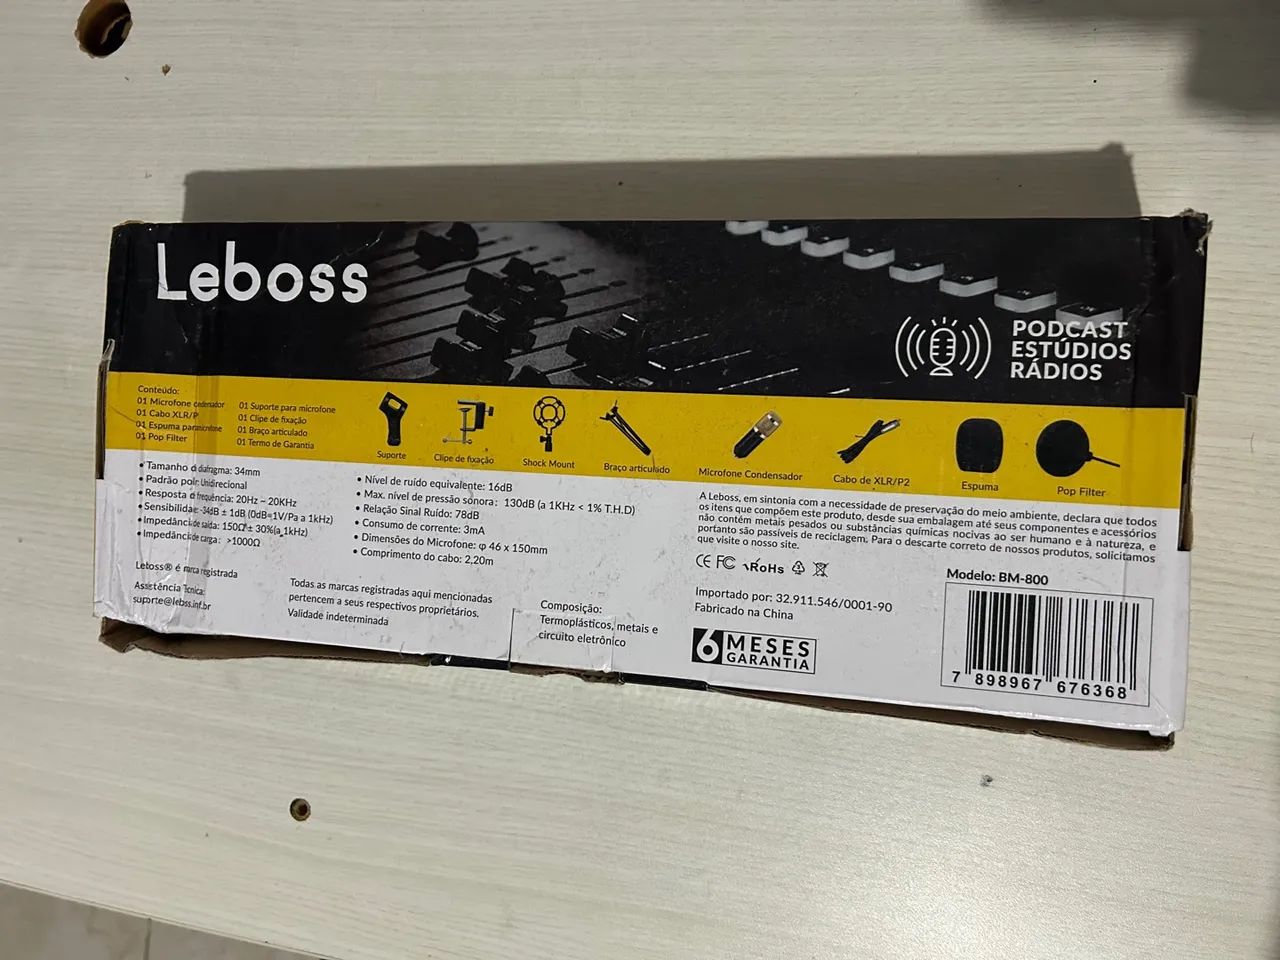 Leboss
PODCAST
ESTÚDIOS
RÁDIOS
Conteúdo:
01 Microfone condenador
01 Cabo XLR/P
01 Espuma para microfone
01 Pop Filter
01 Suporte para microfone
01 Clipe de fixação
01 Braço articulado
01 Termo de Garantia
Suporte
Clipe de fixação
Shock Mount
Braço articulado
Microfone Condensador
Cabo de XLR/P2
Espuma
Pop Filter
• Tamanho diafragma: 34mm
• Padrão polar: Unidirecional
• Resposta frequência: 20Hz ~ 20KHz
• Sensibilidade: -34dB ± 1dB (0dB=1V/Pa a 1kHz)
• Impedância de saída: 150Ω ± 30%(a 1kHz)
• Impedância de carga: >1000Ω
• Nível de ruído equivalente: 16dB
• Max. nível de pressão sonora: 130dB (a 1KHz < 1% T.H.D)
• Relação Sinal Ruído: 78dB
• Consumo de corrente: 3mA
• Dimensões do Microfone: φ 46 x 150mm
• Comprimento do cabo: 2,20m
A Leboss, em sintonia com a necessidade de preservação do meio ambiente, declara que todos
os itens que compõem este produto, desde sua embalagem até seus componentes e acessórios
não contém metais pesados ou substâncias químicas nocivas ao ser humano e à natureza, e
portanto são passíveis de reciclagem. Para o descarte correto de nossos produtos, solicitamos
que visite o nosso site.
CE FC RoHs
Leboss® é marca registrada
Assistência Técnica:
suporte@leboss.inf.br
Todas as marcas registradas aqui mencionadas
pertencem a seus respectivos proprietários.
Validade indeterminada
Composição:
Termoplásticos, metais e
circuito eletrônico
Importado por: 32.911.546/0001-90
Fabricado na China
6 MESES
GARANTIA
Modelo: BM-800
7 898967 676368